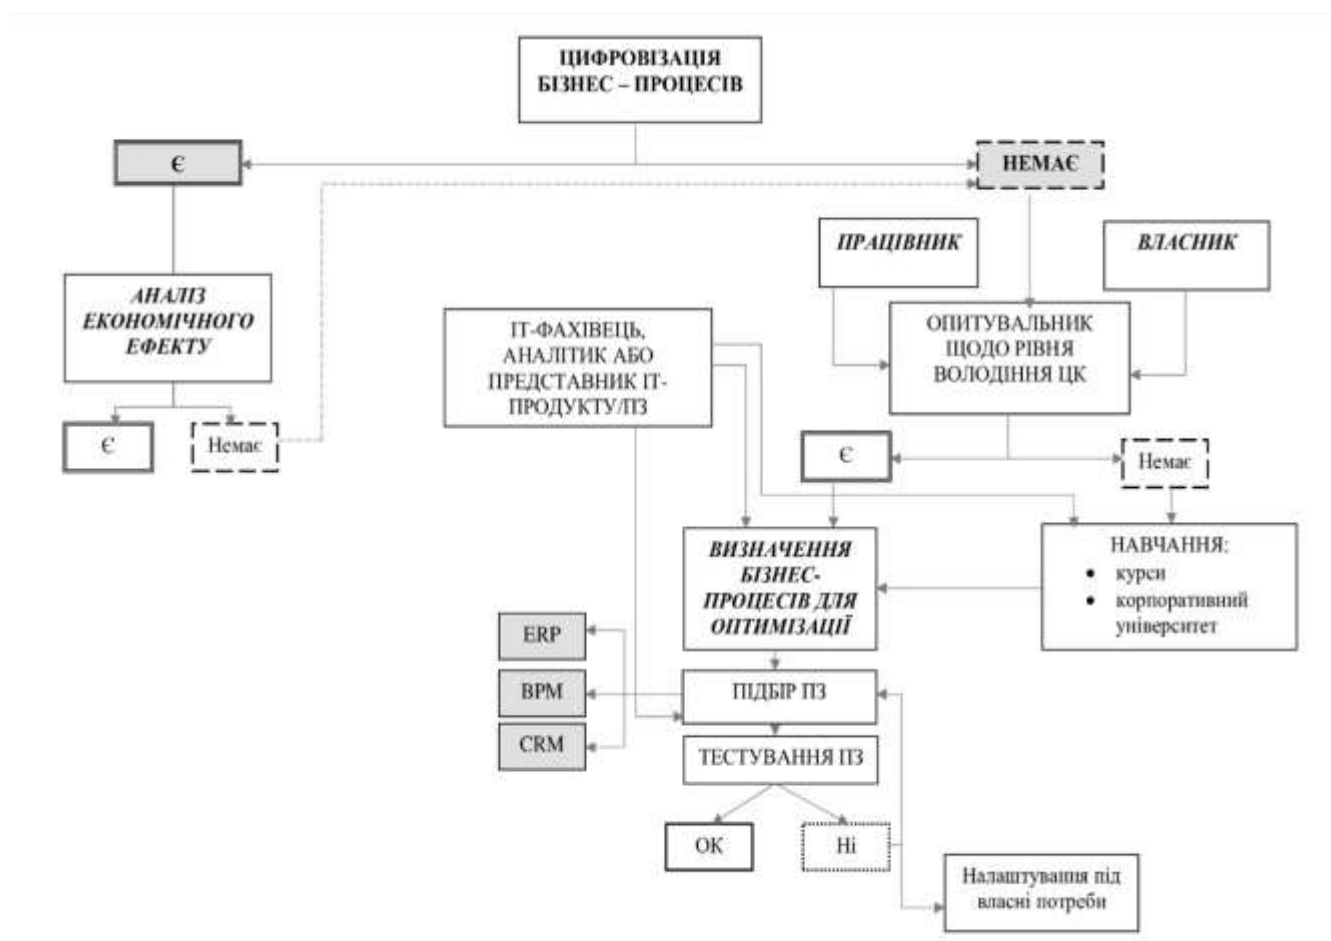 ЦИФРОВІЗАЦІЯ
БІЗНЕС – ПРОЦЕСІВ
Є
НЕМАЄ
ПРАЦІВНИК
ВЛАСНИК
АНАЛІЗ
ЕКОНОМІЧНОГО
ЕФЕКТУ
ІТ-ФАХІВЕЦЬ,
АНАЛІТИК АБО
ПРЕДСТАВНИК ІТ-
ПРОДУКТУ/ПЗ
ОПИТУВАЛЬНИК
ЩОДО РІВНЯ
ВОЛОДІННЯ ЦК
Є
Немає
Є
Немає
ВИЗНАЧЕННЯ
БІЗНЕС-
ПРОЦЕСІВ ДЛЯ
ОПТИМІЗАЦІЇ
НАВЧАННЯ:
• курси
• корпоративний
університет
ERP
BPM
CRM
ПІДБІР ПЗ
ТЕСТУВАННЯ ПЗ
ОК
Ні
Налаштування під
власні потреби